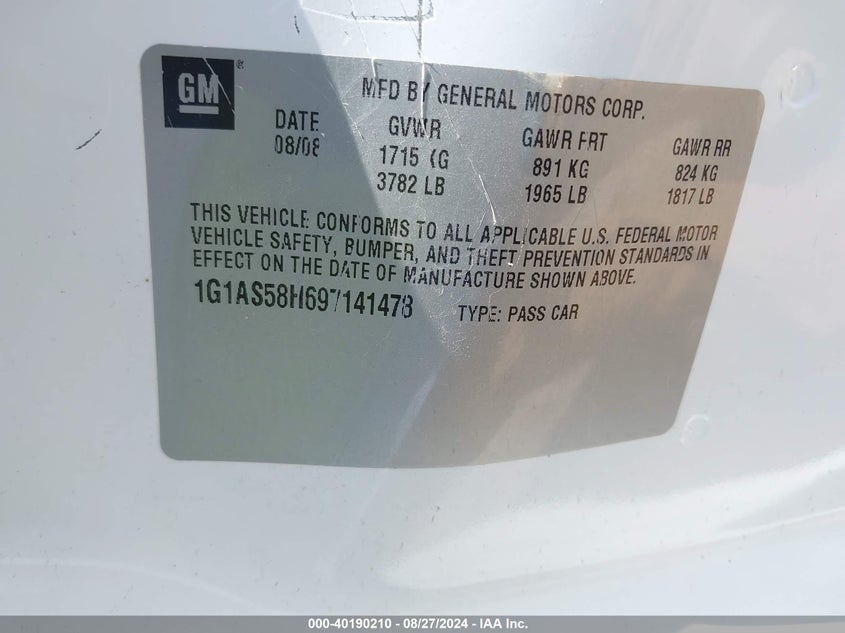 GM®
MFD BY GENERAL MOTORS CORP.
DATE GVWR GAWR FRT GAWR RR
08/08 1715 KG 891 KG 824 KG
3782 LB 1965 LB 1817 LB
THIS VEHICLE CONFORMS TO ALL APPLICABLE U.S. FEDERAL MOTOR
VEHICLE SAFETY, BUMPER, AND THEFT PREVENTION STANDARDS IN
EFFECT ON THE DATE OF MANUFACTURE SHOWN ABOVE.
1G1AS58H697141478 TYPE: PASS CAR
000-40190210 - 08/27/2024 - IAA Inc.